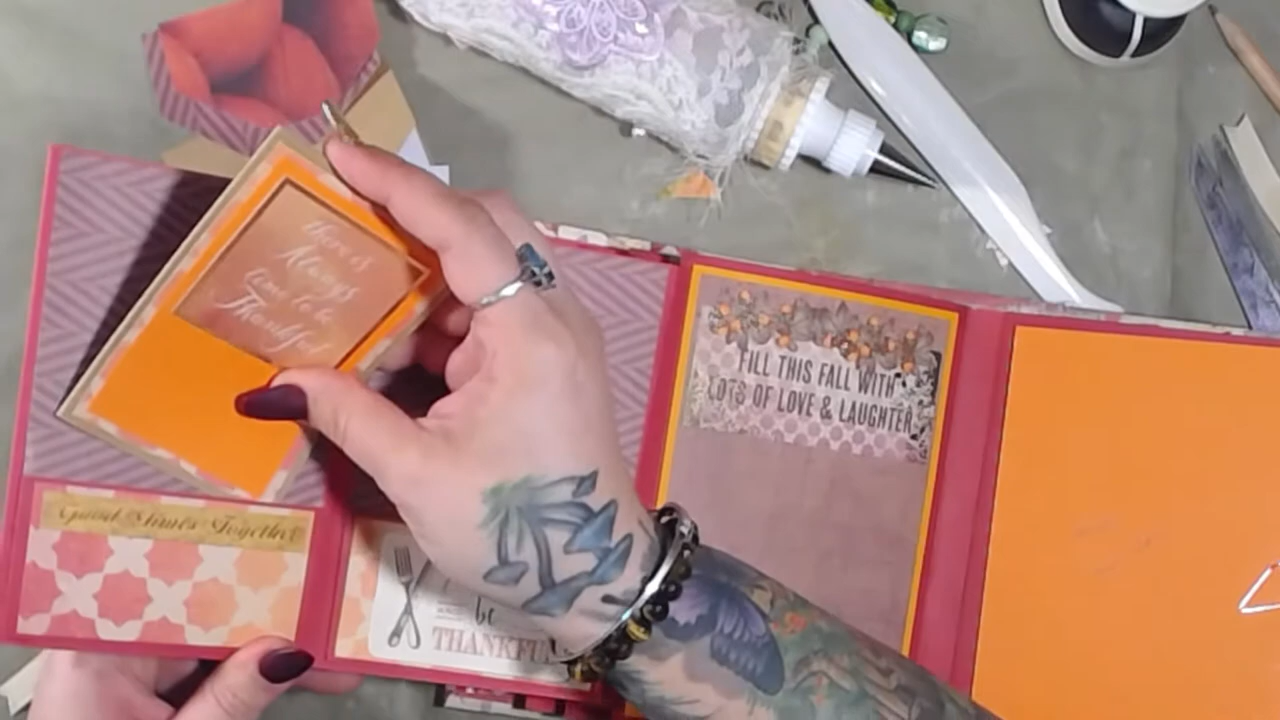 there is
Always
time to be
Thankful
FILL THIS FALL WITH
LOTS OF LOVE & LAUGHTER
Good Times Together
be
THANKFUL